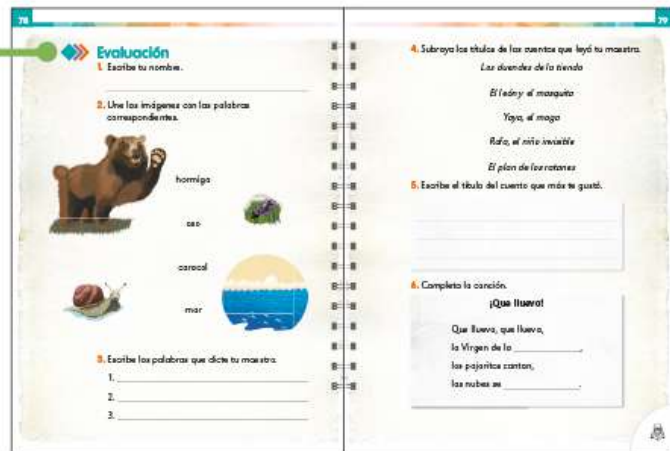 78
Evaluación
1. Escribe tu nombre.
2. Une las imágenes con las palabras
correspondientes.
hormiga
oso
caracol
mar
3. Escribe las palabras que dicte tu maestra.
1.
2.
3.
79
4. Subraya los títulos de los cuentos que leyó tu maestra.
Los duendes de la tienda
El león y el mosquito
Yoyo, el mago
Rafa, el niño invisible
El plan de los ratones
5. Escribe el título del cuento que más te gustó.
6. Completa la canción.
¡Que llueva!
Que llueva, que llueva,
la Virgen de la ____________,
los pajaritos cantan,
las nubes se ____________.